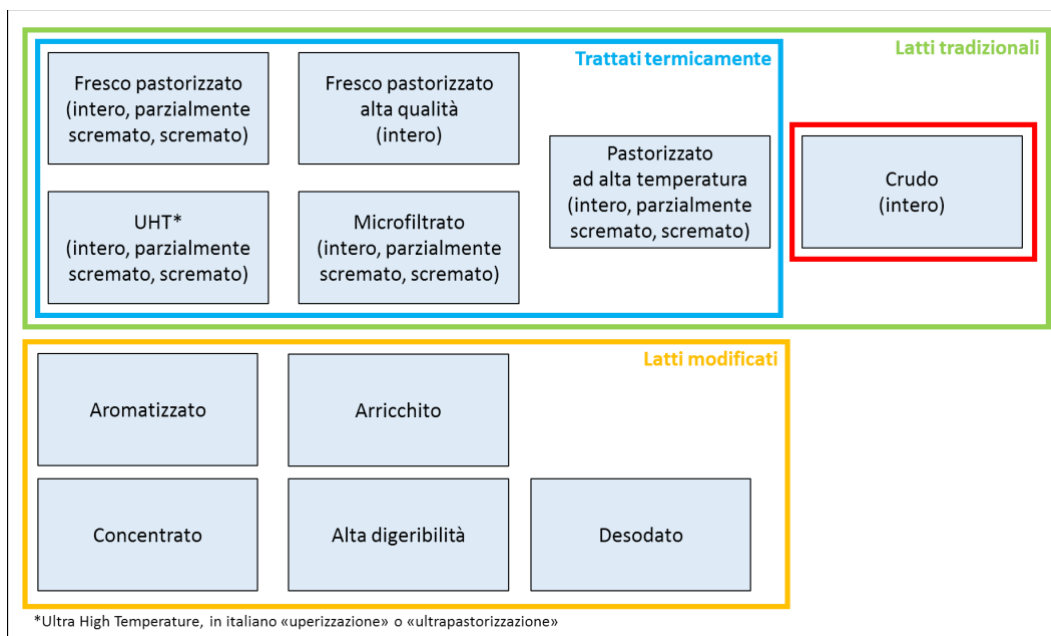 Latti tradizionali
Trattati termicamente
Fresco pastorizzato
(intero, parzialmente
scremato, scremato)
Fresco pastorizzato
alta qualità
(intero)
Pastorizzato
ad alta temperatura
(intero, parzialmente
scremato, scremato)
Crudo
(intero)
UHT*
(intero, parzialmente
scremato, scremato)
Microfiltrato
(intero, parzialmente
scremato, scremato)
Latti modificati
Aromatizzato
Arricchito
Concentrato
Alta digeribilità
Desodato
*Ultra High Temperature, in italiano «uperizzazione» o «ultrapastorizzazione»